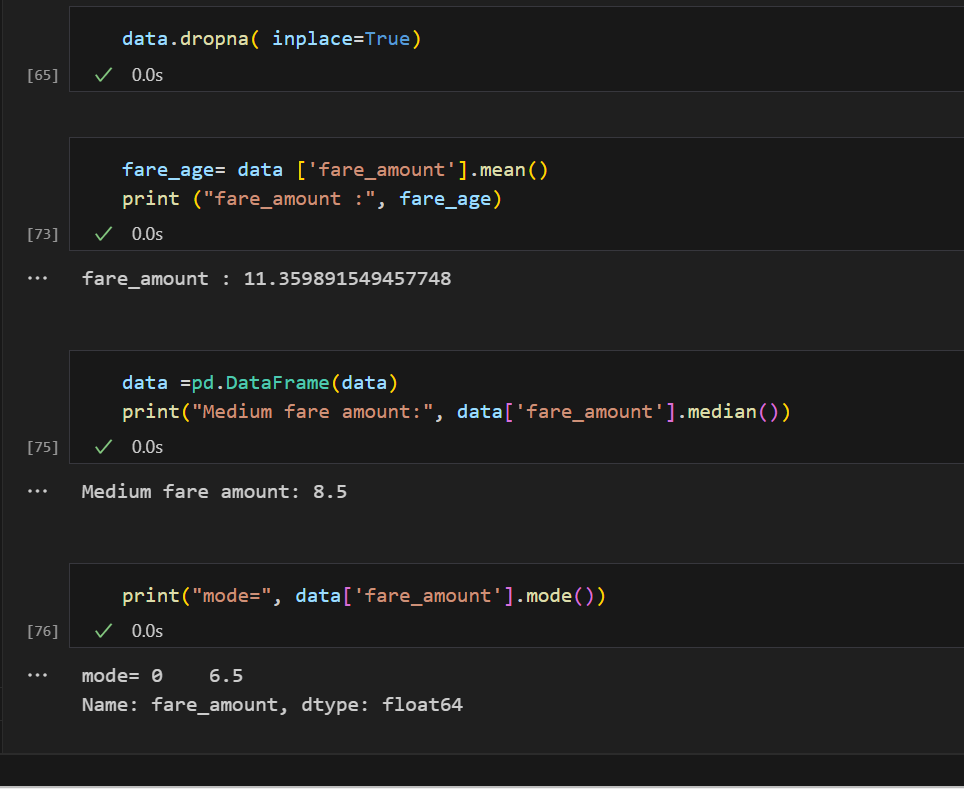 data.dropna( inplace=True)
[65]
0.0s
fare_age= data ['fare_amount'].mean()
print ("fare_amount :", fare_age)
[73]
0.0s
... fare_amount : 11.359891549457748
data =pd.DataFrame(data)
print("Medium fare amount:", data['fare_amount'].median())
[75]
0.0s
... Medium fare amount: 8.5
print("mode=", data['fare_amount'].mode())
[76]
0.0s
... mode= 0    6.5
Name: fare_amount, dtype: float64